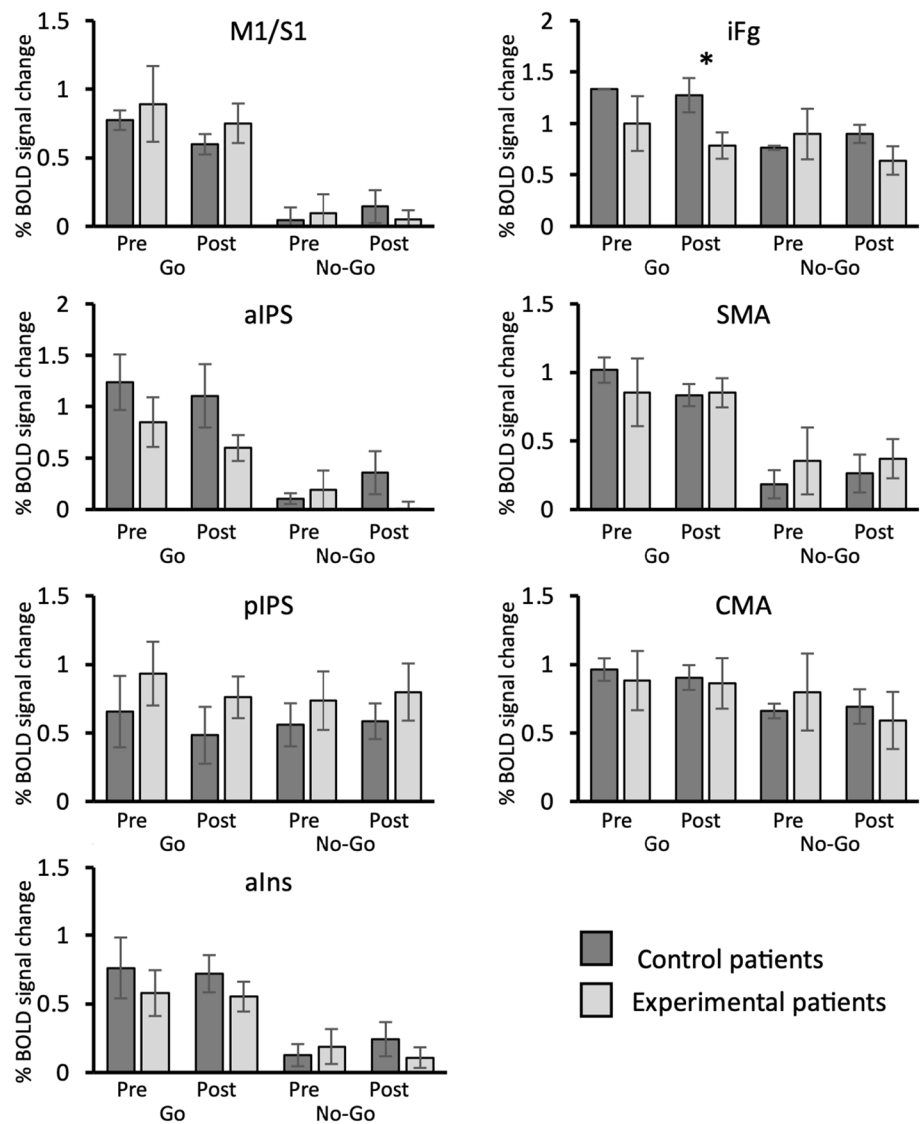 M1/S1
% BOLD signal change
1.5
1
0.5
0
Pre Post Pre Post
Go No-Go
iFg
% BOLD signal change
2
1.5
1
0.5
0
*
Pre Post Pre Post
Go No-Go
aIPS
% BOLD signal change
2
1.5
1
0.5
0
Pre Post Pre Post
Go No-Go
SMA
% BOLD signal change
1.5
1
0.5
0
Pre Post Pre Post
Go No-Go
pIPS
% BOLD signal change
1.5
1
0.5
0
Pre Post Pre Post
Go No-Go
CMA
% BOLD signal change
1.5
1
0.5
0
Pre Post Pre Post
Go No-Go
aIns
% BOLD signal change
1.5
1
0.5
0
Pre Post Pre Post
Go No-Go
Control patients
Experimental patients